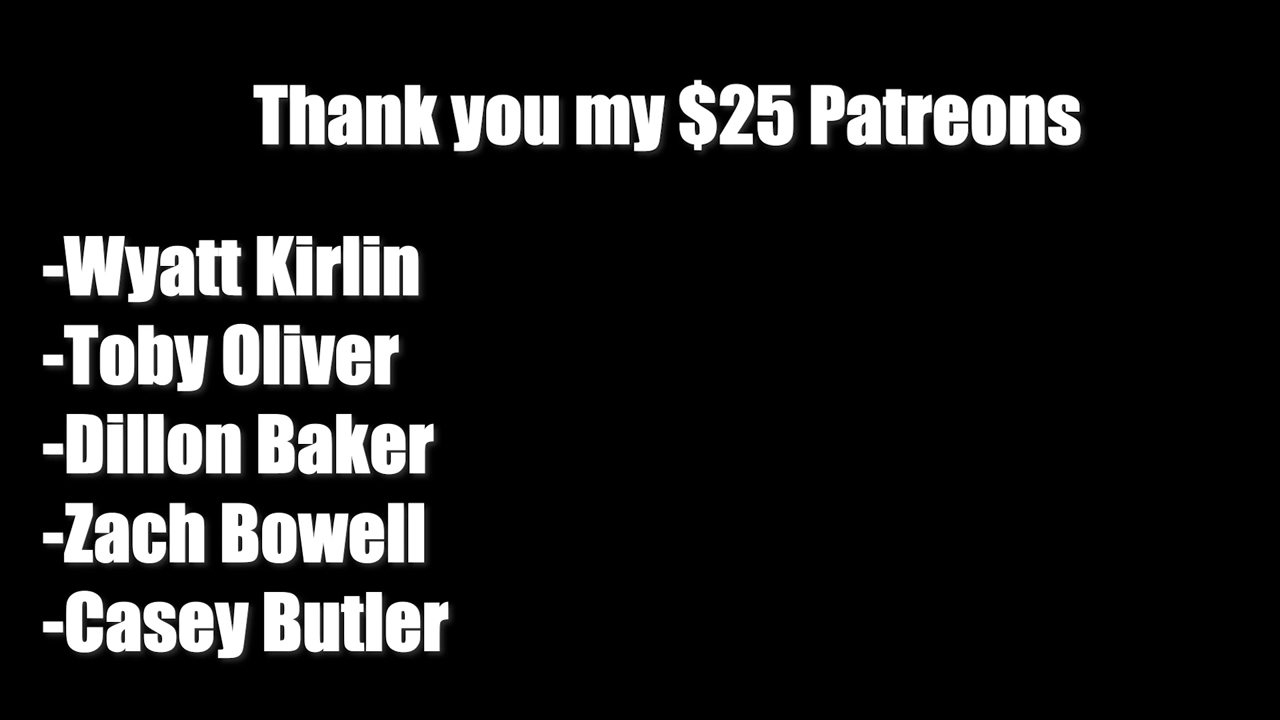 Thank you my $25 Patreons
-Wyatt Kirlin
-Toby Oliver
-Dillon Baker
-Zach Bowell
-Casey Butler